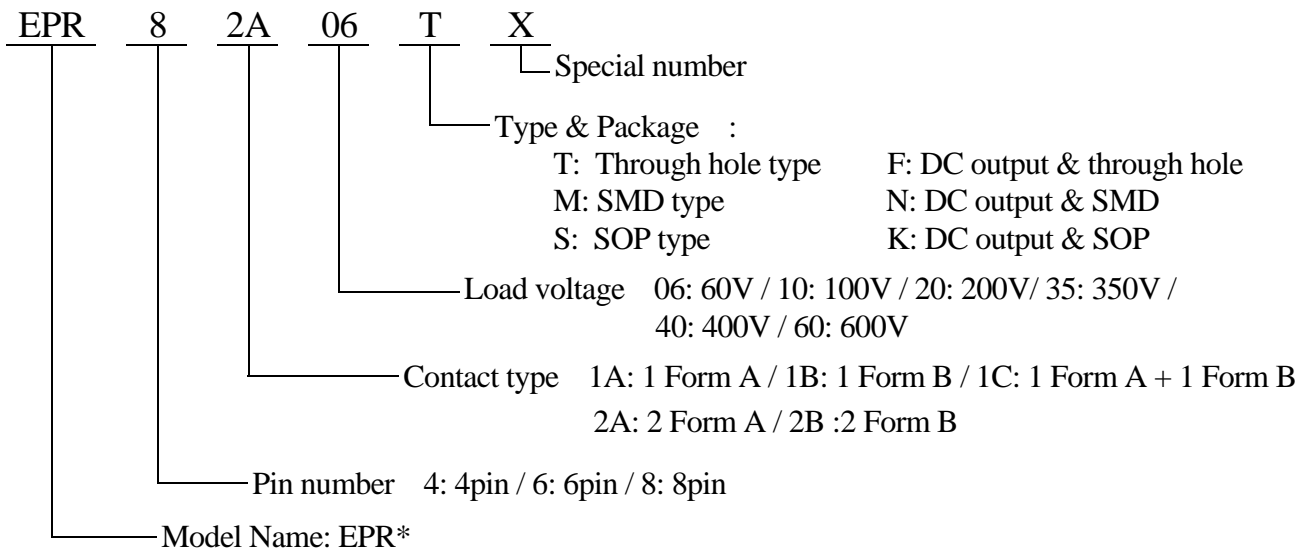 EPR 8 2A 06 T X
Special number
Type & Package :
T: Through hole type F: DC output & through hole
M: SMD type N: DC output & SMD
S: SOP type K: DC output & SOP
Load voltage 06: 60V / 10: 100V / 20: 200V/ 35: 350V /
40: 400V / 60: 600V
Contact type 1A: 1 Form A / 1B: 1 Form B / 1C: 1 Form A + 1 Form B
2A: 2 Form A / 2B :2 Form B
Pin number 4: 4pin / 6: 6pin / 8: 8pin
Model Name: EPR*